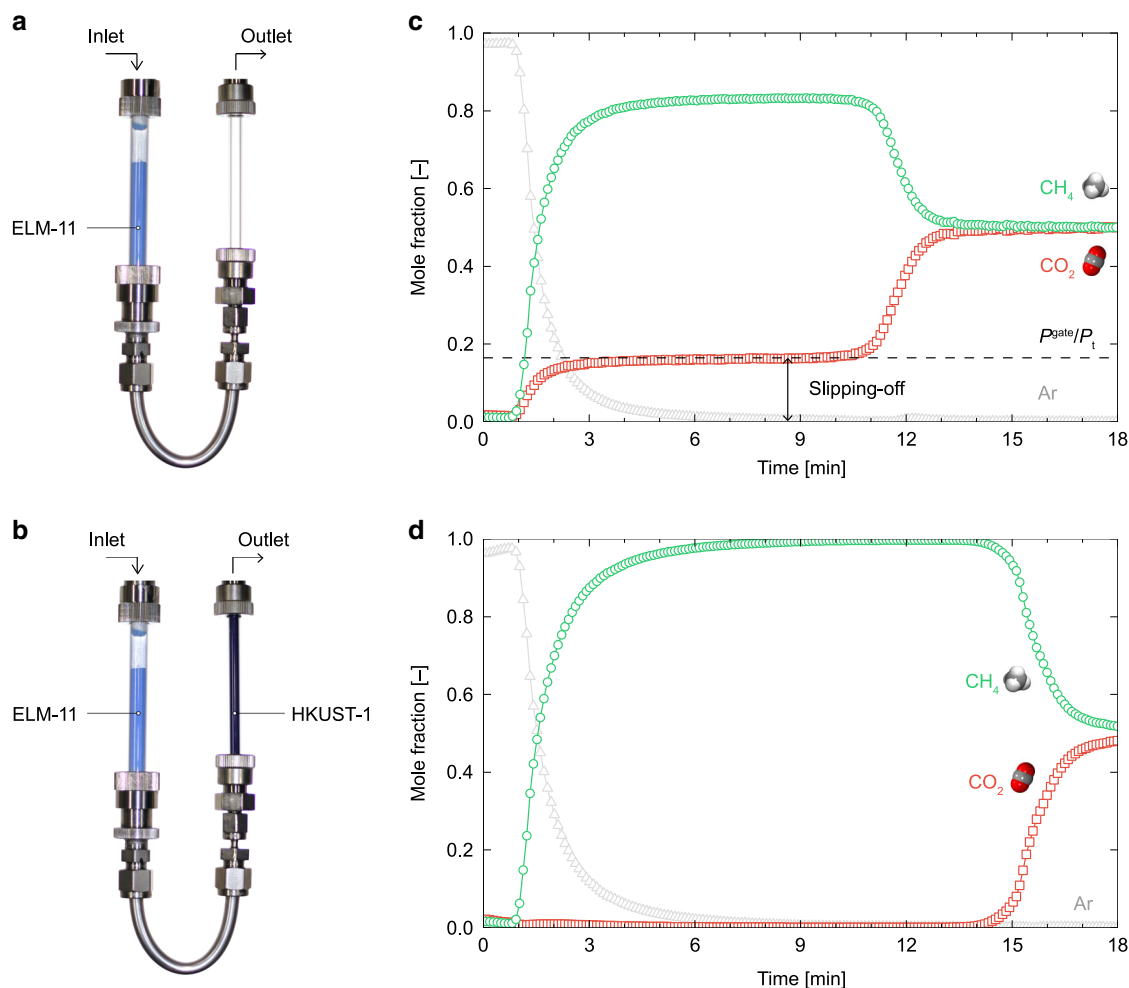 a
Inlet
Outlet
ELM-11
b
Inlet
Outlet
ELM-11
HKUST-1
c
1.0
0.8
0.6
0.4
0.2
0.0
Mole fraction [–]
CH4
CO2
Pgate/Pt
Slipping-off
Ar
0
3
6
9
12
15
18
Time [min]
d
1.0
0.8
0.6
0.4
0.2
0.0
Mole fraction [–]
CH4
CO2
Ar
0
3
6
9
12
15
18
Time [min]